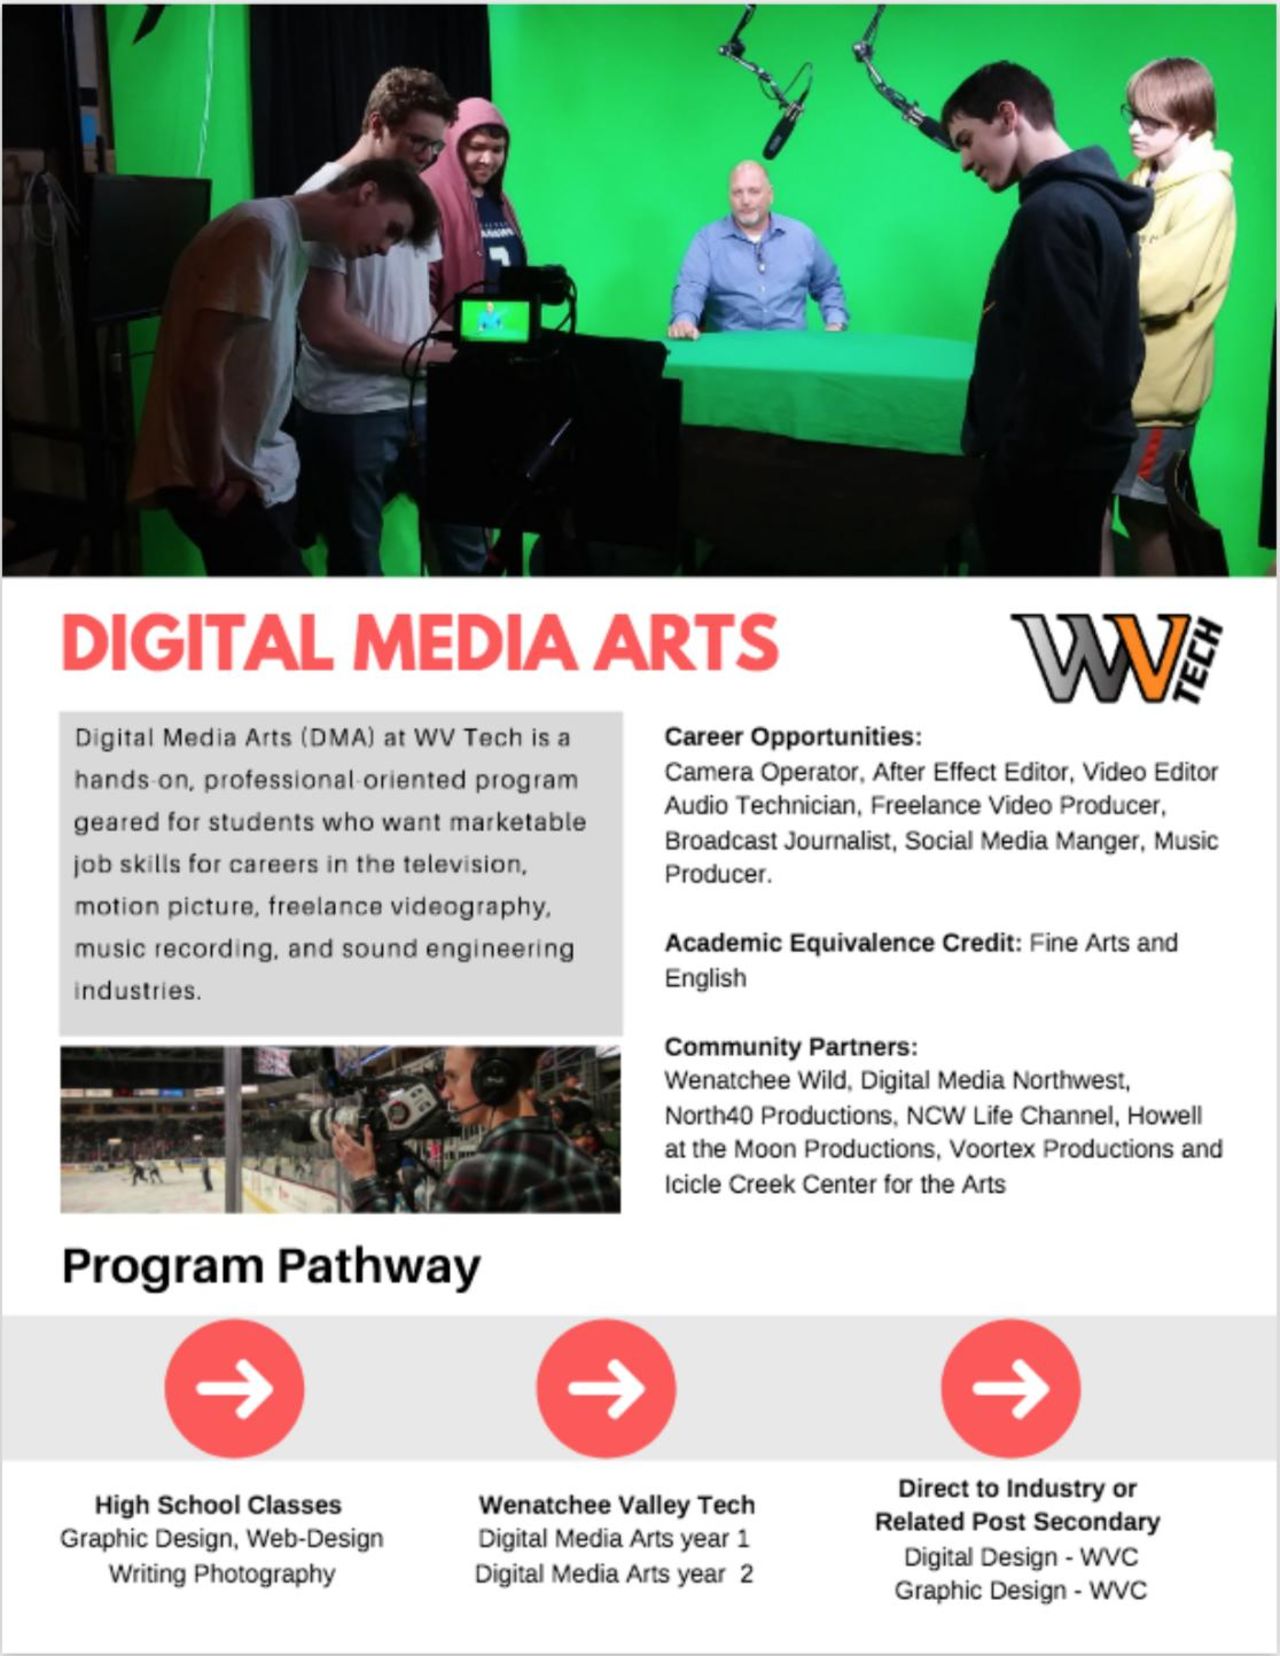 DIGITAL MEDIA ARTS
WV TECH
Digital Media Arts (DMA) at WV Tech is a
hands-on, professional-oriented program
geared for students who want marketable
job skills for careers in the television,
motion picture, freelance videography,
music recording, and sound engineering
industries.
Career Opportunities:
Camera Operator, After Effect Editor, Video Editor
Audio Technician, Freelance Video Producer,
Broadcast Journalist, Social Media Manger, Music
Producer.
Academic Equivalence Credit: Fine Arts and
English
Community Partners:
Wenatchee Wild, Digital Media Northwest,
North40 Productions, NCW Life Channel, Howell
at the Moon Productions, Voortex Productions and
Icicle Creek Center for the Arts
Program Pathway
High School Classes
Graphic Design, Web-Design
Writing Photography
Wenatchee Valley Tech
Digital Media Arts year 1
Digital Media Arts year 2
Direct to Industry or
Related Post Secondary
Digital Design - WVC
Graphic Design - WVC